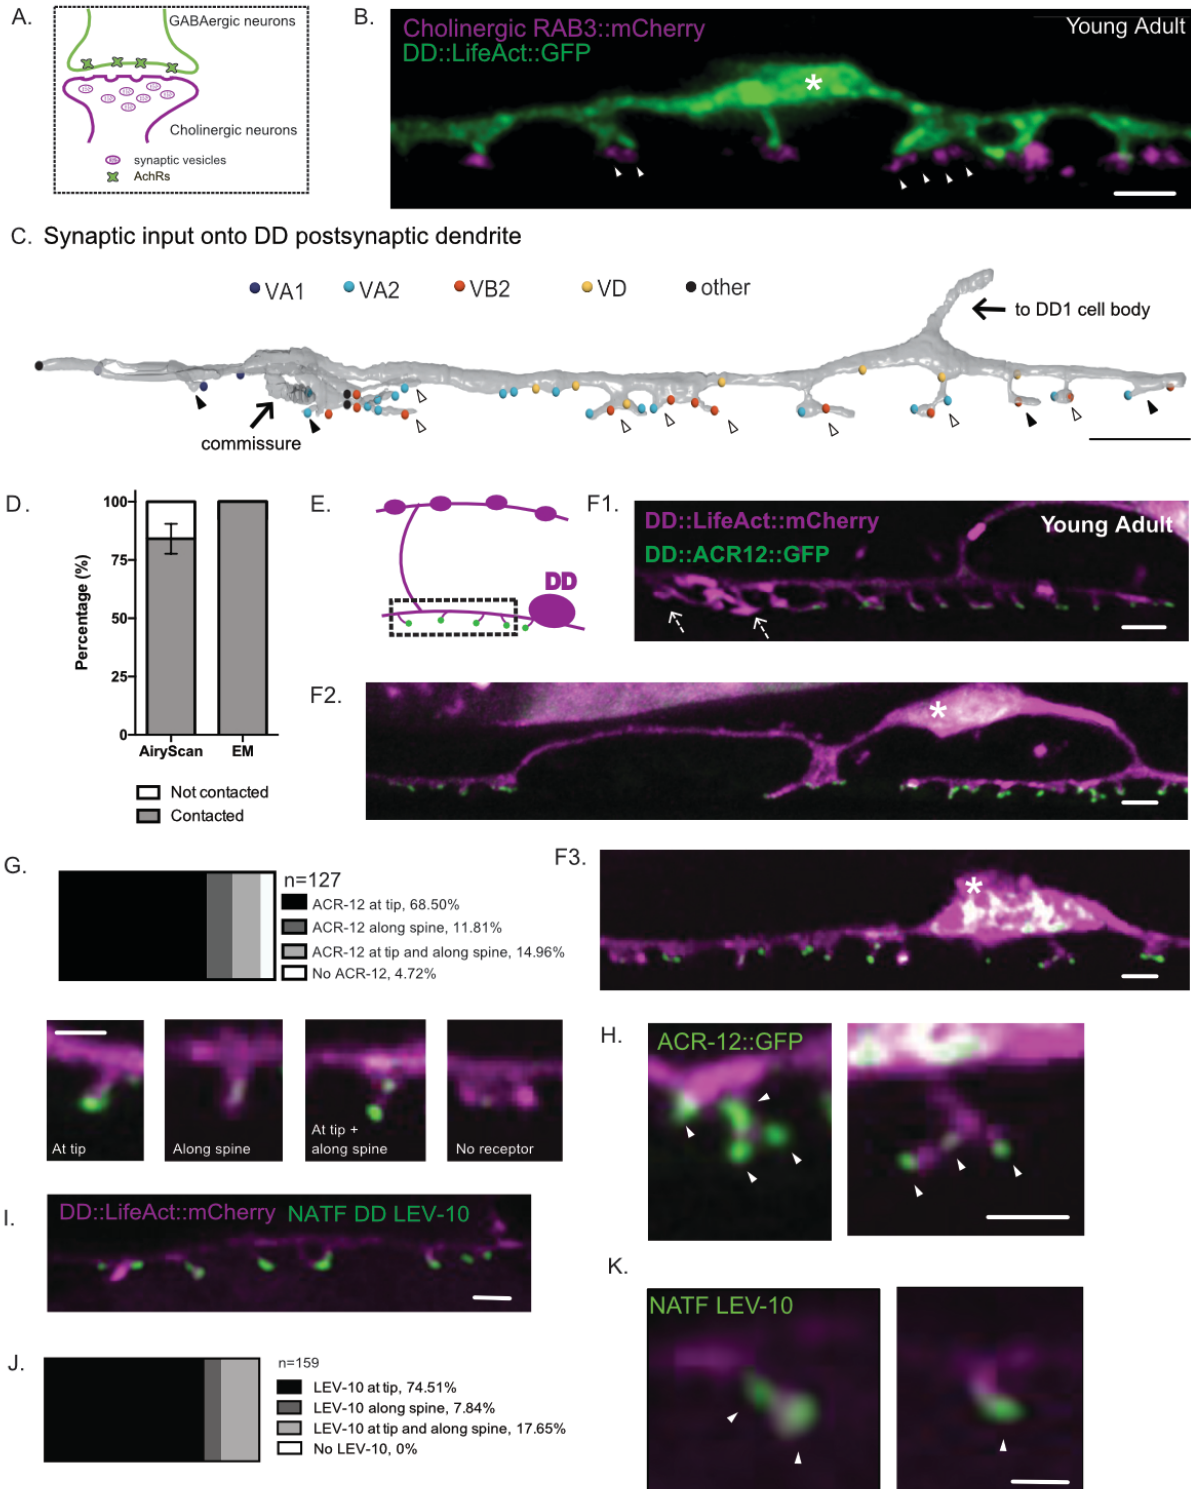 A.
GABAergic neurons
Cholinergic neurons
synaptic vesicles
AchRs
B.
Cholinergic RAB3::mCherry
DD::LifeAct::GFP
Young Adult
*
C. Synaptic input onto DD postsynaptic dendrite
VA1
VA2
VB2
VD
other
to DD1 cell body
commissure
D.
Percentage (%)
100
75
50
25
0
AiryScan
EM
Not contacted
Contacted
E.
DD
F1.
DD::LifeAct::mCherry
DD::ACR12::GFP
Young Adult
F2.
*
F3.
*
G.
n=127
ACR-12 at tip, 68.50%
ACR-12 along spine, 11.81%
ACR-12 at tip and along spine, 14.96%
No ACR-12, 4.72%
At tip
Along spine
At tip +
along spine
No receptor
H.
ACR-12::GFP
I.
DD::LifeAct::mCherry NATF DD LEV-10
J.
n=159
LEV-10 at tip, 74.51%
LEV-10 along spine, 7.84%
LEV-10 at tip and along spine, 17.65%
No LEV-10, 0%
K.
NATF LEV-10